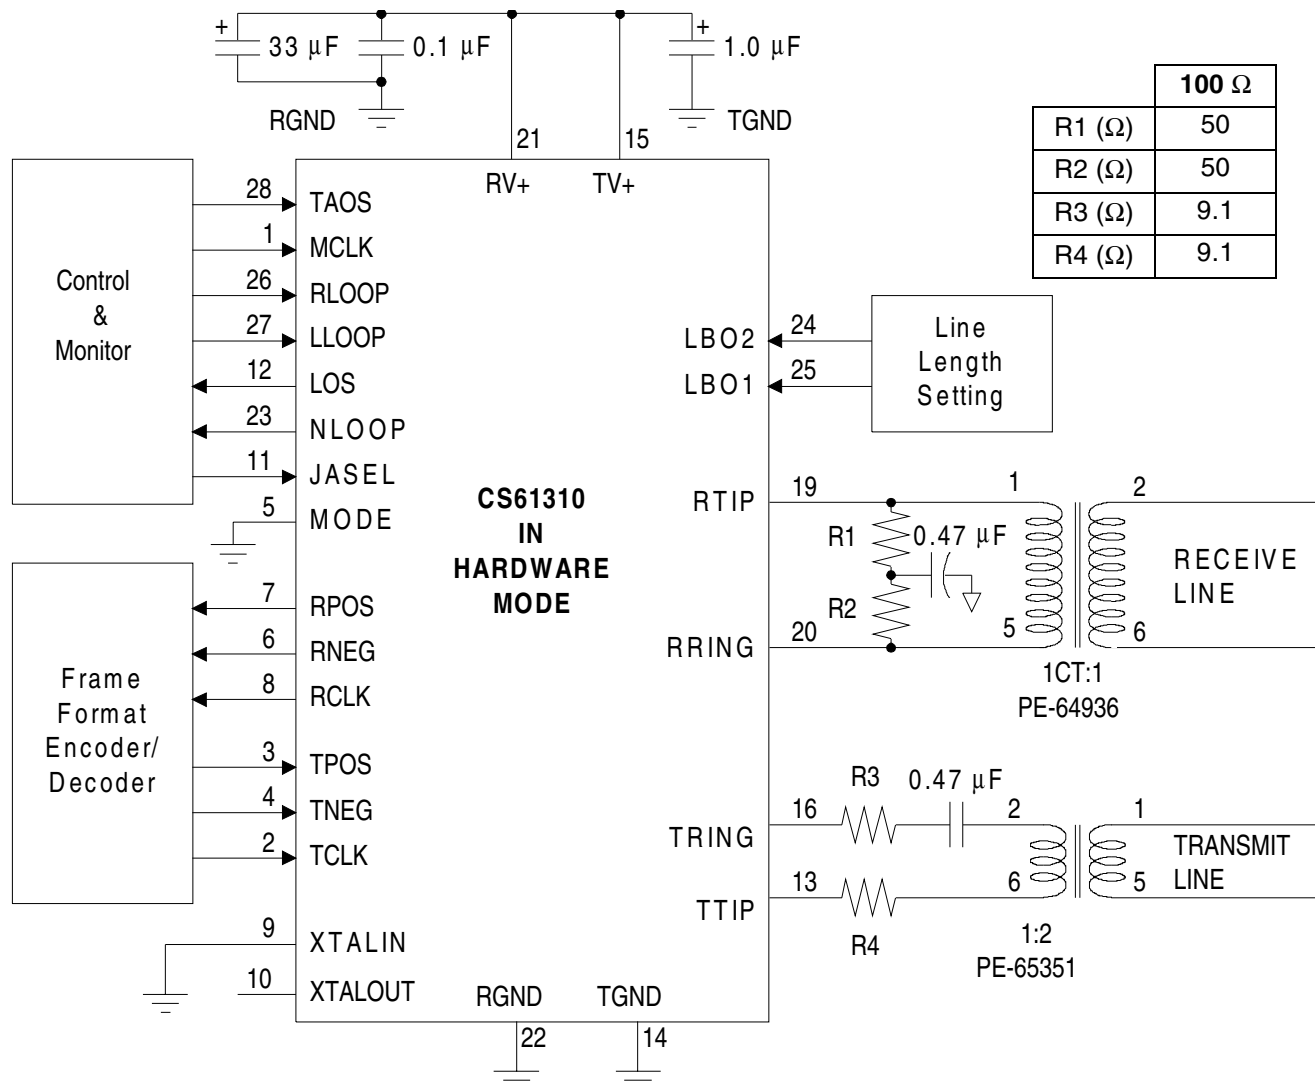 + 33 μF 0.1 μF + 1.0 μF
RGND TGND
21 15
RV+ TV+
100 Ω
R1 (Ω) 50
R2 (Ω) 50
R3 (Ω) 9.1
R4 (Ω) 9.1
Control
&
Monitor
28 TAOS
1 MCLK
26 RLOOP
27 LLOOP
12 LOS
23 NLOOP
11 JASEL
5 MODE
Frame
Format
Encoder/
Decoder
7 RPOS
6 RNEG
8 RCLK
3 TPOS
4 TNEG
2 TCLK
9 XTALIN
10 XTALOUT
CS61310
IN
HARDWARE
MODE
RGND TGND
22 14
LBO2 24
LBO1 25
Line
Length
Setting
RTIP 19
R1 0.47 μF
R2
RRING 20
1 2
5 6
RECEIVE
LINE
1CT:1
PE-64936
R3 0.47 μF
TRING 16
TTIP 13
R4
2 1
6 5
TRANSMIT
LINE
1:2
PE-65351